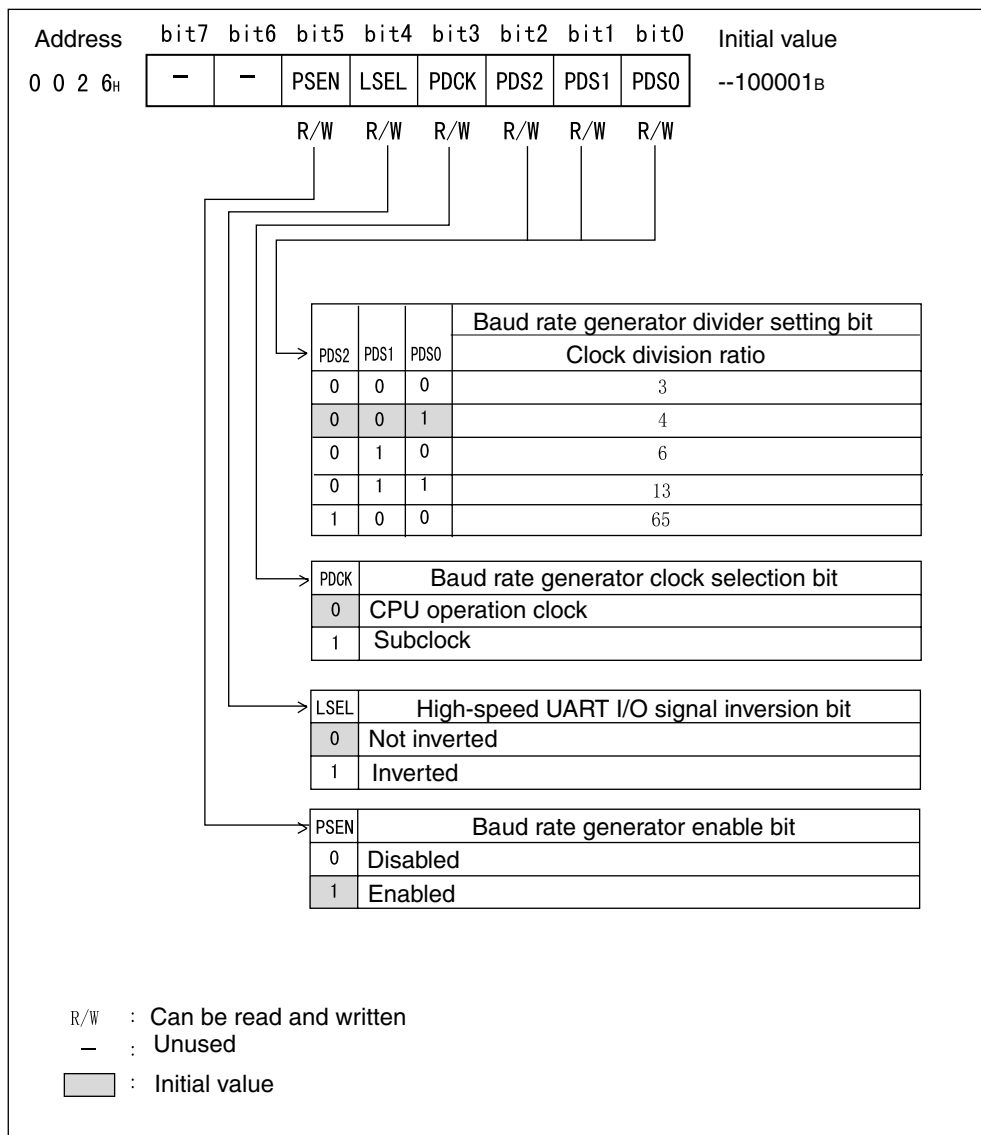 Address bit7 bit6 bit5 bit4 bit3 bit2 bit1 bit0 Initial value
0 0 2 6H − − PSEN LSEL PDCK PDS2 PDS1 PDS0 --100001B
R/W R/W R/W R/W R/W R/W
Baud rate generator divider setting bit
PDS2 PDS1 PDS0 Clock division ratio
0 0 0 3
0 0 1 4
0 1 0 6
0 1 1 13
1 0 0 65
PDCK Baud rate generator clock selection bit
0 CPU operation clock
1 Subclock
LSEL High-speed UART I/O signal inversion bit
0 Not inverted
1 Inverted
PSEN Baud rate generator enable bit
0 Disabled
1 Enabled
R/W : Can be read and written
− : Unused
: Initial value